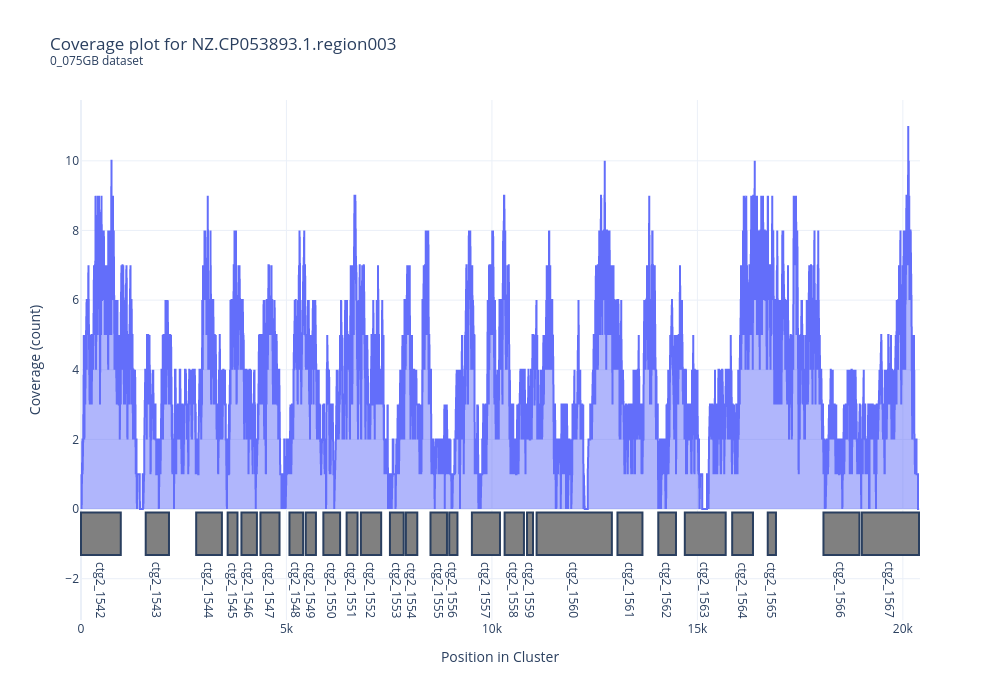 Coverage plot for NZ.CP053893.1.region003
0_075GB dataset
Coverage (count)
10
8
6
4
2
0
−2
ctg2_1542
ctg2_1543
ctg2_1544
ctg2_1545
ctg2_1546
ctg2_1547
ctg2_1548
ctg2_1549
ctg2_1550
ctg2_1551
ctg2_1552
ctg2_1553
ctg2_1554
ctg2_1555
ctg2_1556
ctg2_1557
ctg2_1558
ctg2_1559
ctg2_1560
ctg2_1561
ctg2_1562
ctg2_1563
ctg2_1564
ctg2_1565
ctg2_1566
ctg2_1567
0
5k
10k
15k
20k
Position in Cluster